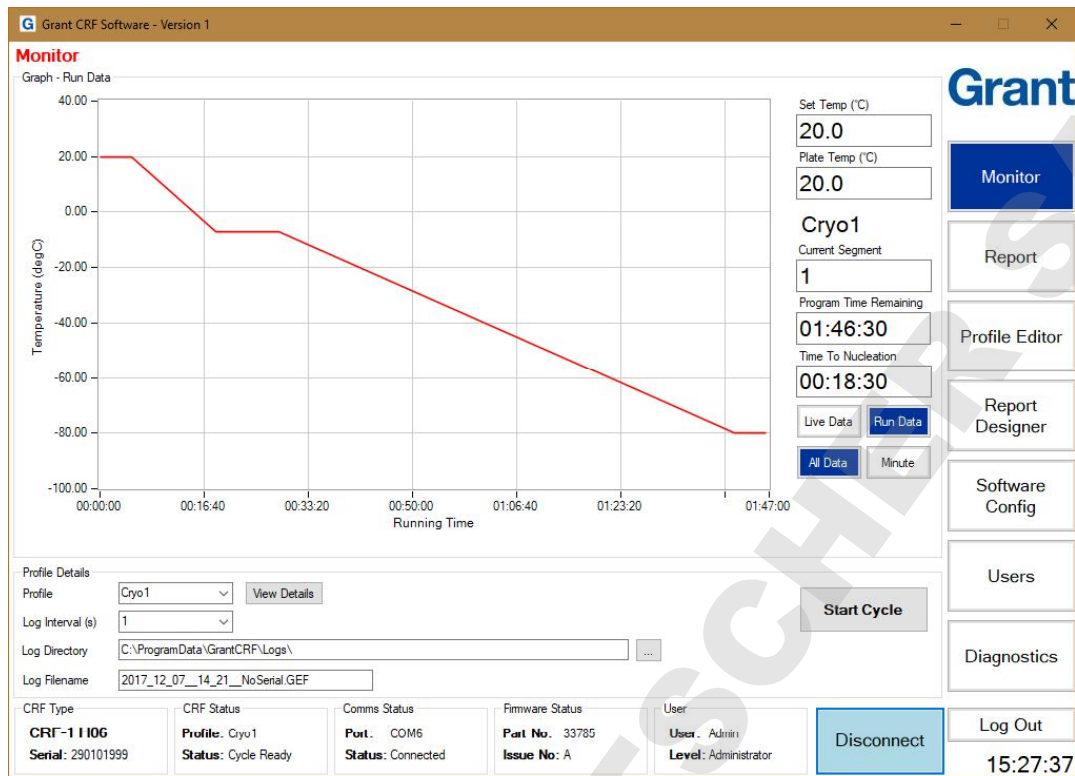 Grant CRF Software - Version 1
Monitor
Graph - Run Data
40.00
20.00
0.00
-20.00
-40.00
-60.00
-80.00
-100.00
Temperature (degC)
00:00:00 00:16:40 00:33:20 00:50:00 01:06:40 01:23:20 01:47:00
Running Time
Set Temp (°C)
20.0
Plate Temp (°C)
20.0
Cryo1
Current Segment
1
Program Time Remaining
01:46:30
Time To Nucleation
00:18:30
Live Data Run Data
All Data Minute
Grant
Monitor
Report
Profile Editor
Report
Designer
Software
Config
Users
Diagnostics
Profile Details
Profile Cryo1 View Details
Log Interval (s) 1
Log Directory C:\ProgramData\GrantCRF\Logs\ ...
Log Filename 2017_12_07__14_21__NoSerial.GEF
Start Cycle
CRF Type
CRF-1 H06
Serial: 290101999
CRF Status
Profile. Cryo1
Status: Cycle Ready
Comms Status
Port. COM6
Status: Connected
Firmware Status
Part No. 33785
Issue No: A
User
User. Admin
Level: Administrator
Disconnect
Log Out
15:27:37